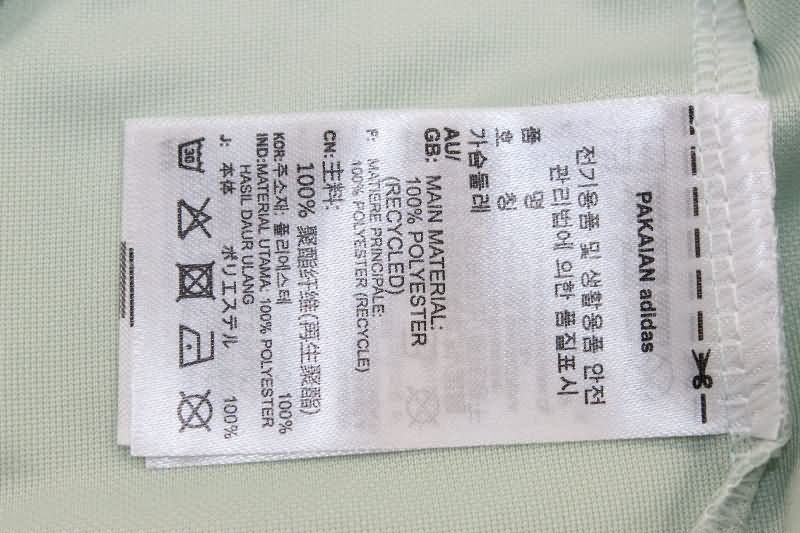 PAKAIAN adidas
전기용품 및 생활용품 안전
관리법에 의한 품질표시
품 명
호 칭
가슴둘레
AU/
GB: MAIN MATERIAL:
100% POLYESTER
(RECYCLED)
F: MATIERE PRINCIPALE:
100% POLYESTER (RECYCLE)
CN: 主料:
100% 聚酯纤维(再生聚酯)
KOR: 주소재: 폴리에스테 100%
IND: MATERIAL UTAMA: 100% POLYESTER
HASIL DAUR ULANG
J: 本体 ポリエステル 100%
30